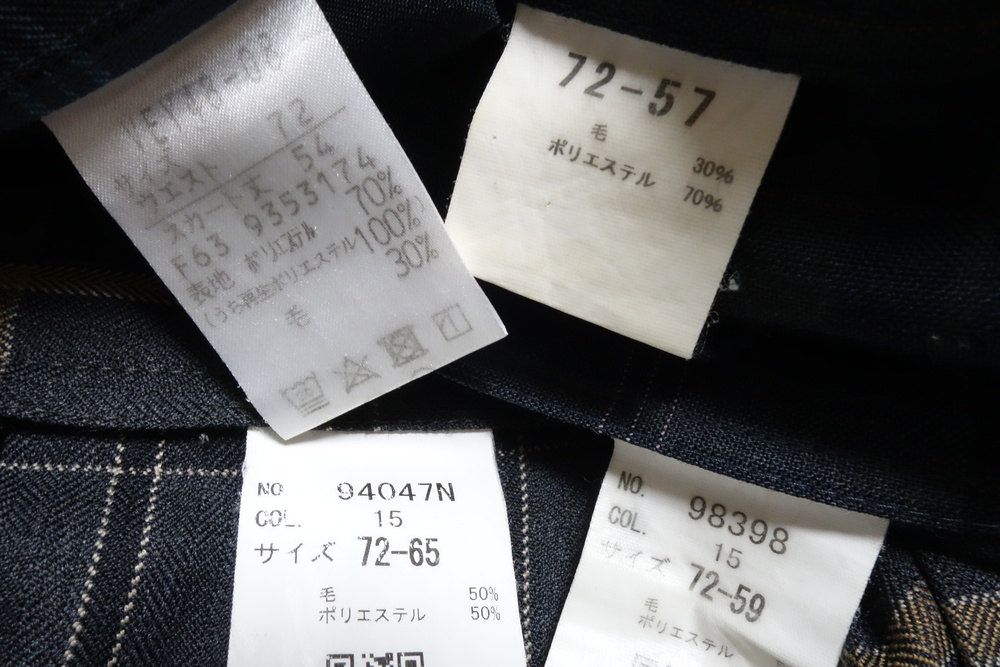 サイズ
ウエスト 72
スカート丈 54
F63 9353174
表地 ポリエステル 70%
(うち再生ポリエステル100%)
毛 30%
72-57
毛 30%
ポリエステル 70%
NO 94047N
COL. 15
サイズ 72-65
毛 50%
ポリエステル 50%
NO. 98398
COL. 15
サイズ 72-59
毛
ポリエステル